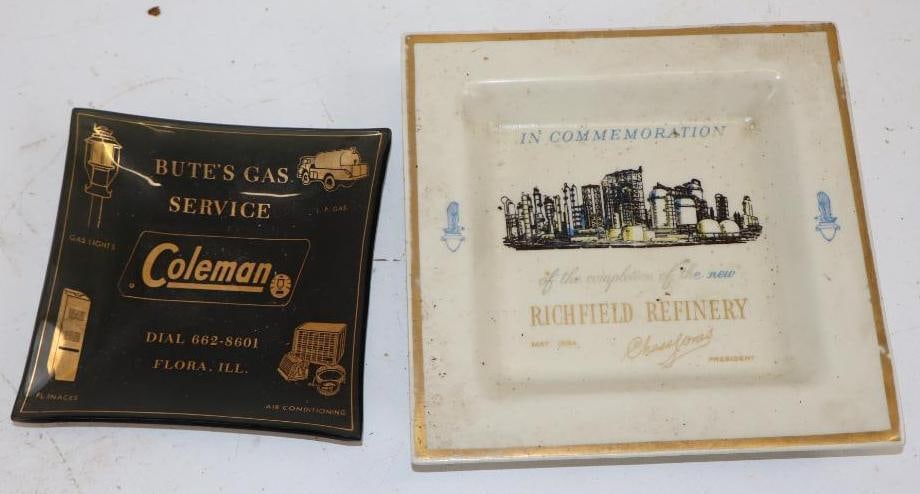 BUTE'S GAS
SERVICE
L.P. GAS
GAS LIGHTS
Coleman
DIAL 662-8601
FLORA, ILL.
FURNACES
AIR CONDITIONING
IN COMMEMORATION
of the completion of the new
RICHFIELD REFINERY
MAY
PRESIDENT